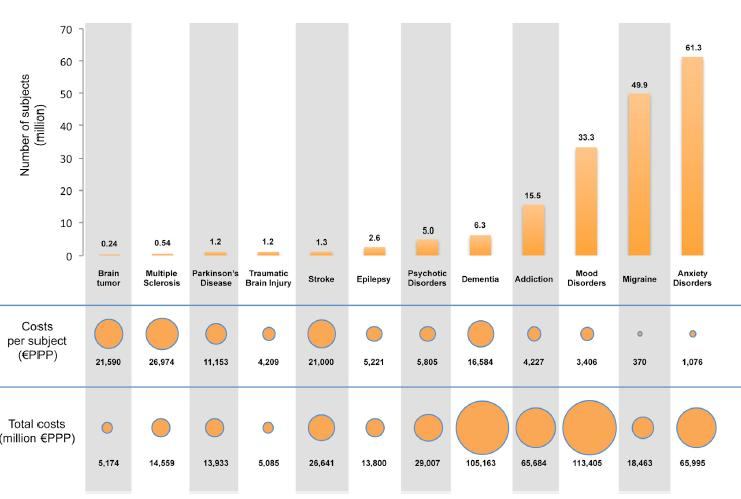 70
60
50
40
30
20
10
0
Number of subjects
(million)
0.24
0.54
1.2
1.2
1.3
2.6
5.0
6.3
15.5
33.3
49.9
61.3
Brain
tumor
Multiple
Sclerosis
Parkinson's
Disease
Traumatic
Brain Injury
Stroke
Epilepsy
Psychotic
Disorders
Dementia
Addiction
Mood
Disorders
Migraine
Anxiety
Disorders
Costs
per subject
(€PPP)
21,590 26,974 11,153 4,209 21,000 5,221 5,805 16,584 4,227 3,406 370 1,076
Total costs
(million €PPP)
5,174 14,559 13,933 5,085 26,641 13,800 29,007 105,163 65,684 113,405 18,463 65,995